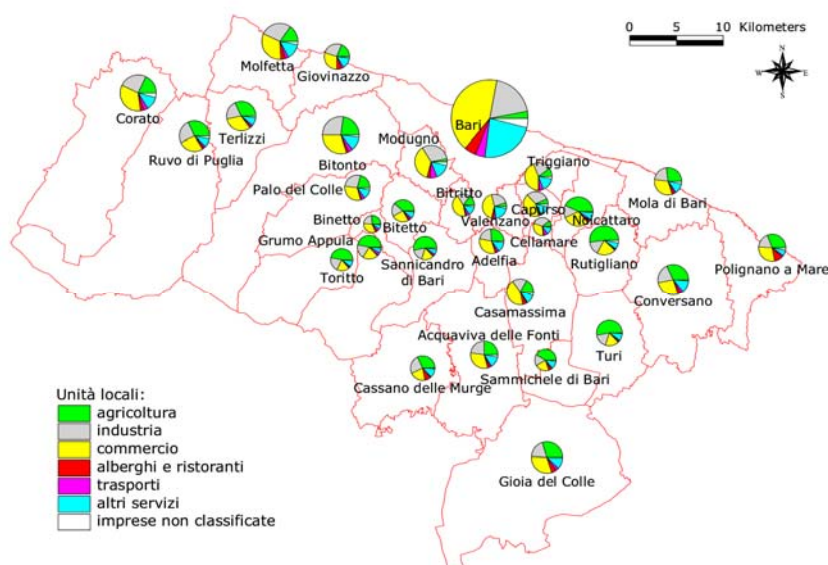 0 5 10 Kilometers
N
W E
S
Molfetta
Giovinazzo
Corato
Terlizzi
Ruvo di Puglia
Bari
Bitonto
Modugno
Triggiano
Palo del Colle
Bitritto
Mola di Bari
Capurso
Binetto
Bitetto
Valenzano
Noicattaro
Cellamare
Grumo Appula
Sannicandro
di Bari
Adelfia
Rutigliano
Polignano a Mare
Toritto
Conversano
Casamassima
Acquaviva delle Fonti
Turi
Cassano delle Murge
Sammichele di Bari
Gioia del Colle
Unità locali:
agricoltura
industria
commercio
alberghi e ristoranti
trasporti
altri servizi
imprese non classificate